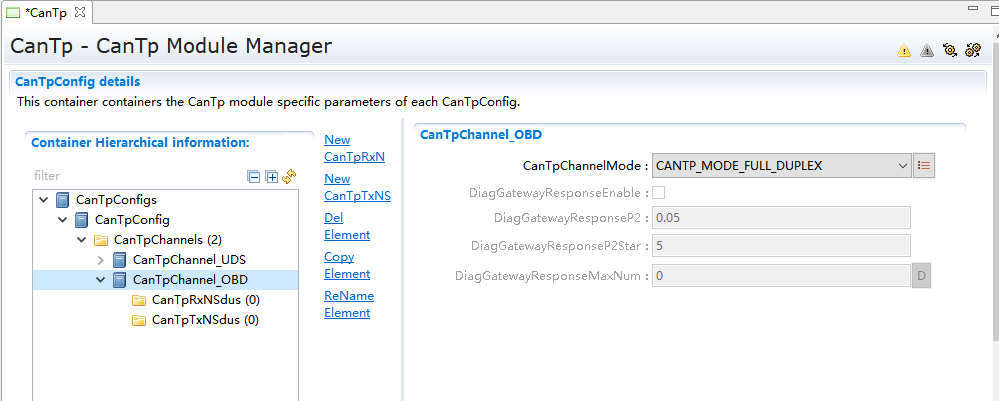 *CanTp
CanTp - CanTp Module Manager
CanTpConfig details
This container containers the CanTp module specific parameters of each CanTpConfig.
Container Hierarchical information:
filter
CanTpConfigs
CanTpConfig
CanTpChannels (2)
CanTpChannel_UDS
CanTpChannel_OBD
CanTpRxNSdus (0)
CanTpTxNSdus (0)
New
CanTpRxN
New
CanTpTxNS
Del
Element
Copy
Element
ReName
Element
CanTpChannel_OBD
CanTpChannelMode : CANTP_MODE_FULL_DUPLEX
DiagGatewayResponseEnable :
DiagGatewayResponseP2 : 0.05
DiagGatewayResponseP2Star : 5
DiagGatewayResponseMaxNum : 0 D